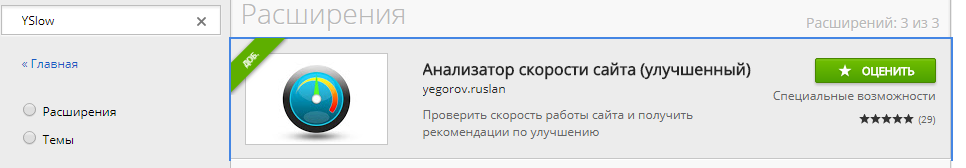 YSlow
×
« Главная
Расширения
Темы
Расширения
Расширений: 3 из 3
ДОБ.
Анализатор скорости сайта (улучшенный)
yegorov.ruslan
Проверить скорость работы сайта и получить
рекомендации по улучшению
★ ОЦЕНИТЬ
Специальные возможности
★★★★★ (29)